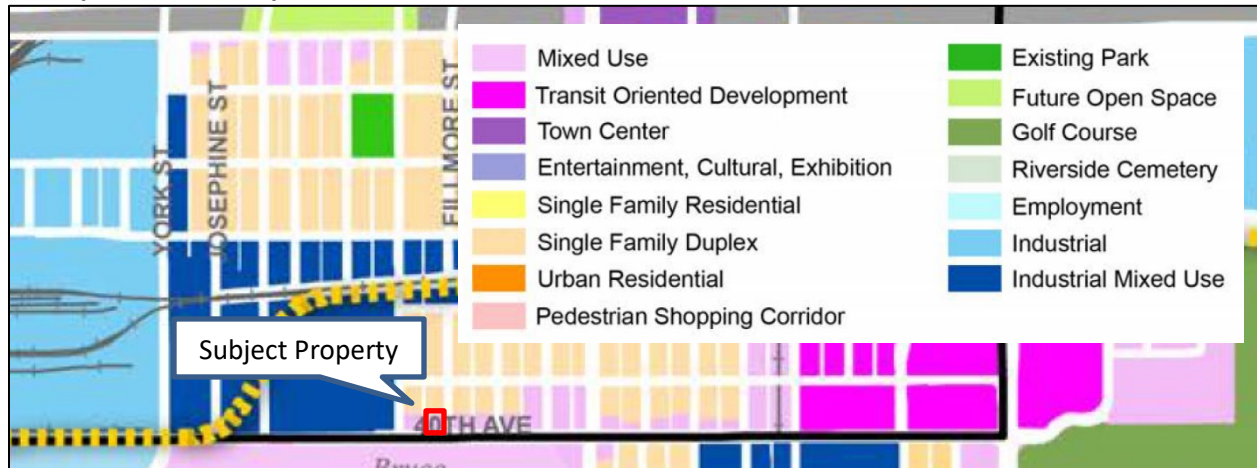 Mixed Use
Transit Oriented Development
Town Center
Entertainment, Cultural, Exhibition
Single Family Residential
Single Family Duplex
Urban Residential
Pedestrian Shopping Corridor
Existing Park
Future Open Space
Golf Course
Riverside Cemetery
Employment
Industrial
Industrial Mixed Use
YORK ST
JOSEPHINE ST
FILLMORE ST
Subject Property
40TH AVE
Bruce